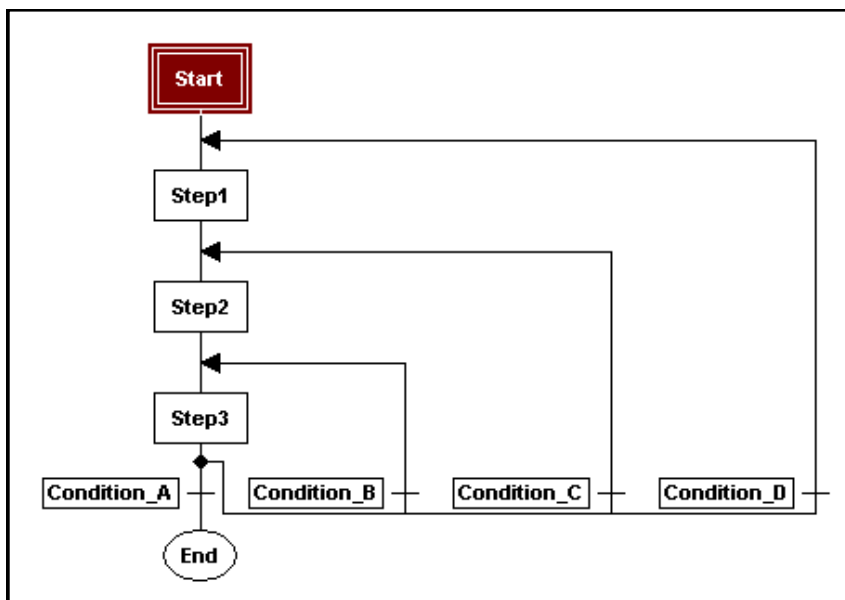 Start
Step1
Step2
Step3
Condition_A
Condition_B
Condition_C
Condition_D
End